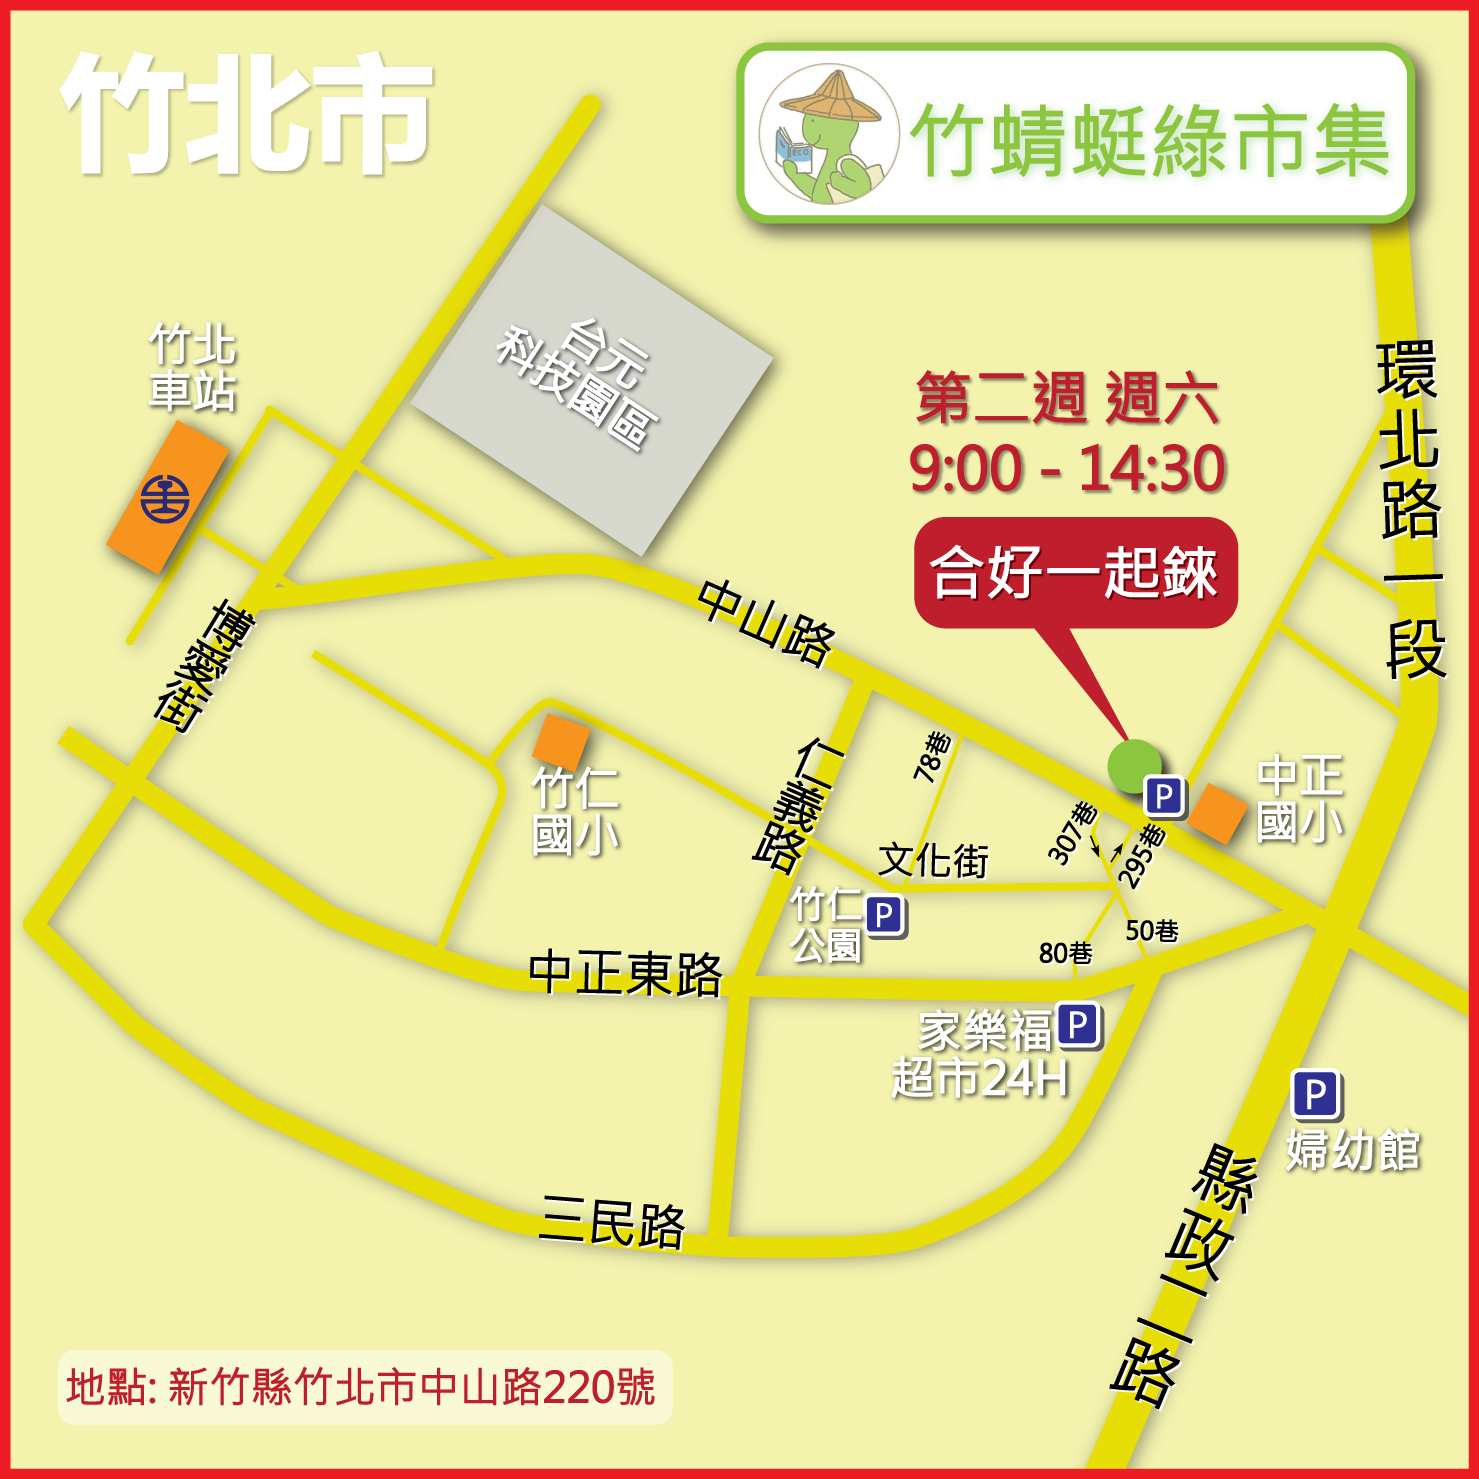 竹北市
竹蜻蜓綠市集
ECO
竹北
車站
台元
科技園區
第二週 週六
9:00 - 14:30
合好一起錸
環北路一段
中山路
博愛街
仁義路
78巷
竹仁
國小
中正
國小
307巷
295巷
文化街
竹仁
公園
P
P
50巷
80巷
中正東路
家樂福
超市24H
P
P
婦幼館
縣政二路
三民路
地點: 新竹縣竹北市中山路220號